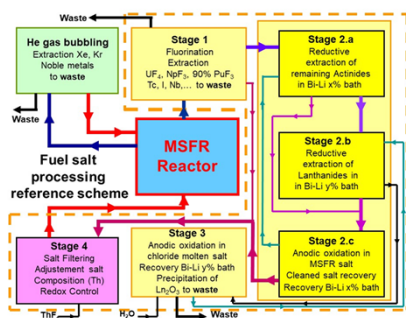 Waste
He gas bubbling
Extraction Xe, Kr
Noble metals
to waste
Waste
Stage 1
Fluorination
Extraction
UF4, NpF3, 90% PuF3
Tc, I, Nb,... to waste
Stage 2.a
Reductive
extraction of
remaining Actinides
in Bi-Li x% bath
Fuel salt
processing
reference scheme
MSFR
Reactor
Stage 2.b
Reductive
extraction of
Lanthanides in
in Bi-Li y% bath
Stage 4
Salt Filtering
Adjustement salt
Composition (Th)
Redox Control
Stage 3
Anodic oxidation in
chloride molten salt
Recovery Bi-Li y% bath
Precipitation of
Ln2O3 to waste
Stage 2.c
Anodic oxidation in
MSFR salt
Cleaned salt recovery
Recovery Bi-Li x% bath
ThF
H2O
Waste